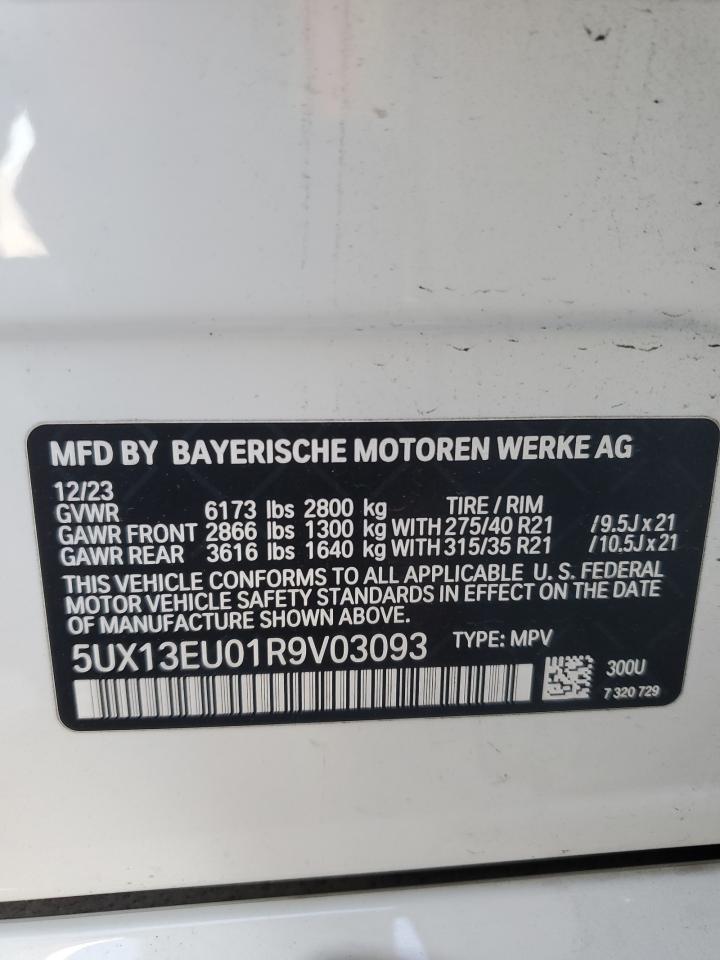 MFD BY BAYERISCHE MOTOREN WERKE AG
12/23
GVWR 6173 lbs 2800 kg TIRE / RIM
GAWR FRONT 2866 lbs 1300 kg WITH 275/40 R21 /9.5J x 21
GAWR REAR 3616 lbs 1640 kg WITH 315/35 R21 /10.5J x 21
THIS VEHICLE CONFORMS TO ALL APPLICABLE U. S. FEDERAL
MOTOR VEHICLE SAFETY STANDARDS IN EFFECT ON THE DATE
OF MANUFACTURE SHOWN ABOVE.
5UX13EU01R9V03093 TYPE: MPV
300U
7 320 729